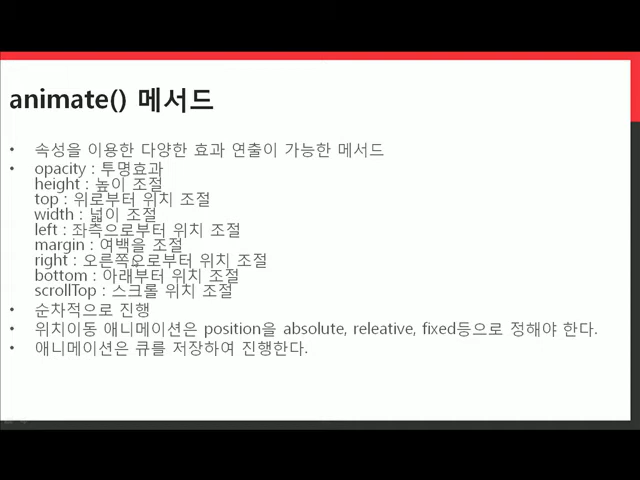 animate() 메서드
• 속성을 이용한 다양한 효과 연출이 가능한 메서드
• opacity : 투명효과
height : 높이 조절
top : 위로부터 위치 조절
width : 넓이 조절
left : 좌측으로부터 위치 조절
margin : 여백을 조절
right : 오른쪽으로부터 위치 조절
bottom : 아래부터 위치 조절
scrollTop : 스크롤 위치 조절
• 순차적으로 진행
• 위치이동 애니메이션은 position을 absolute, releative, fixed등으로 정해야 한다.
• 애니메이션은 큐를 저장하여 진행한다.